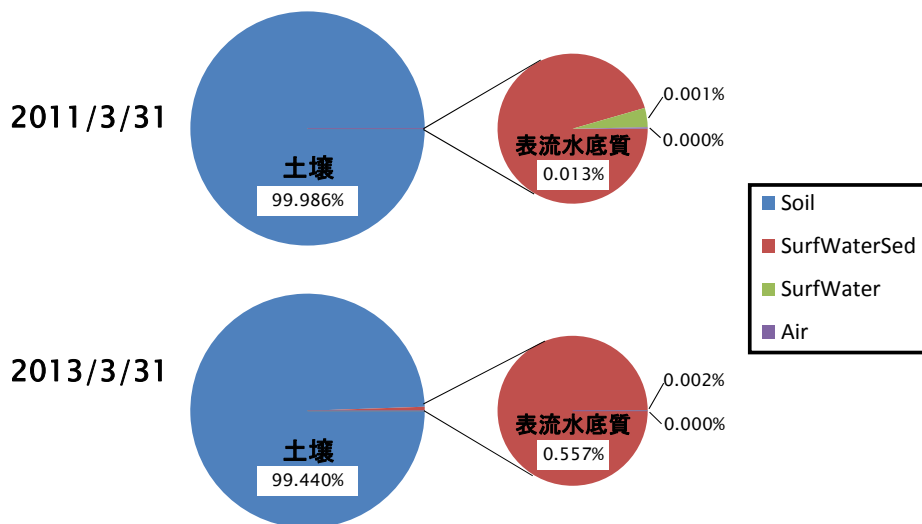 2011/3/31
土壌
99.986%
表流水底質
0.013%
0.001%
0.000%
Soil
SurfWaterSed
SurfWater
Air
2013/3/31
土壌
99.440%
表流水底質
0.557%
0.002%
0.000%